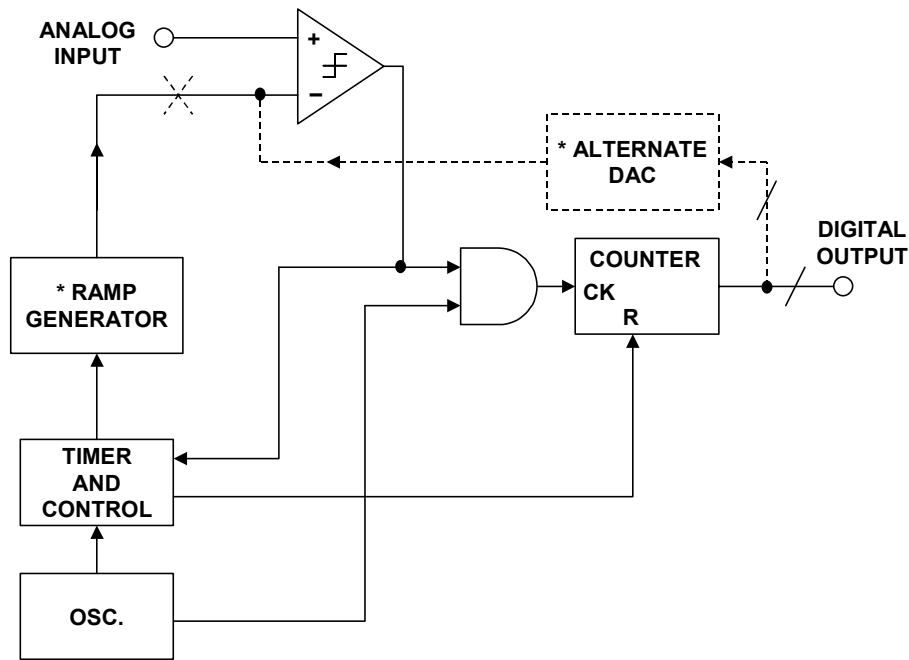 ANALOG
INPUT
+
−
* ALTERNATE
DAC
DIGITAL
OUTPUT
* RAMP
GENERATOR
COUNTER
CK
R
TIMER
AND
CONTROL
OSC.